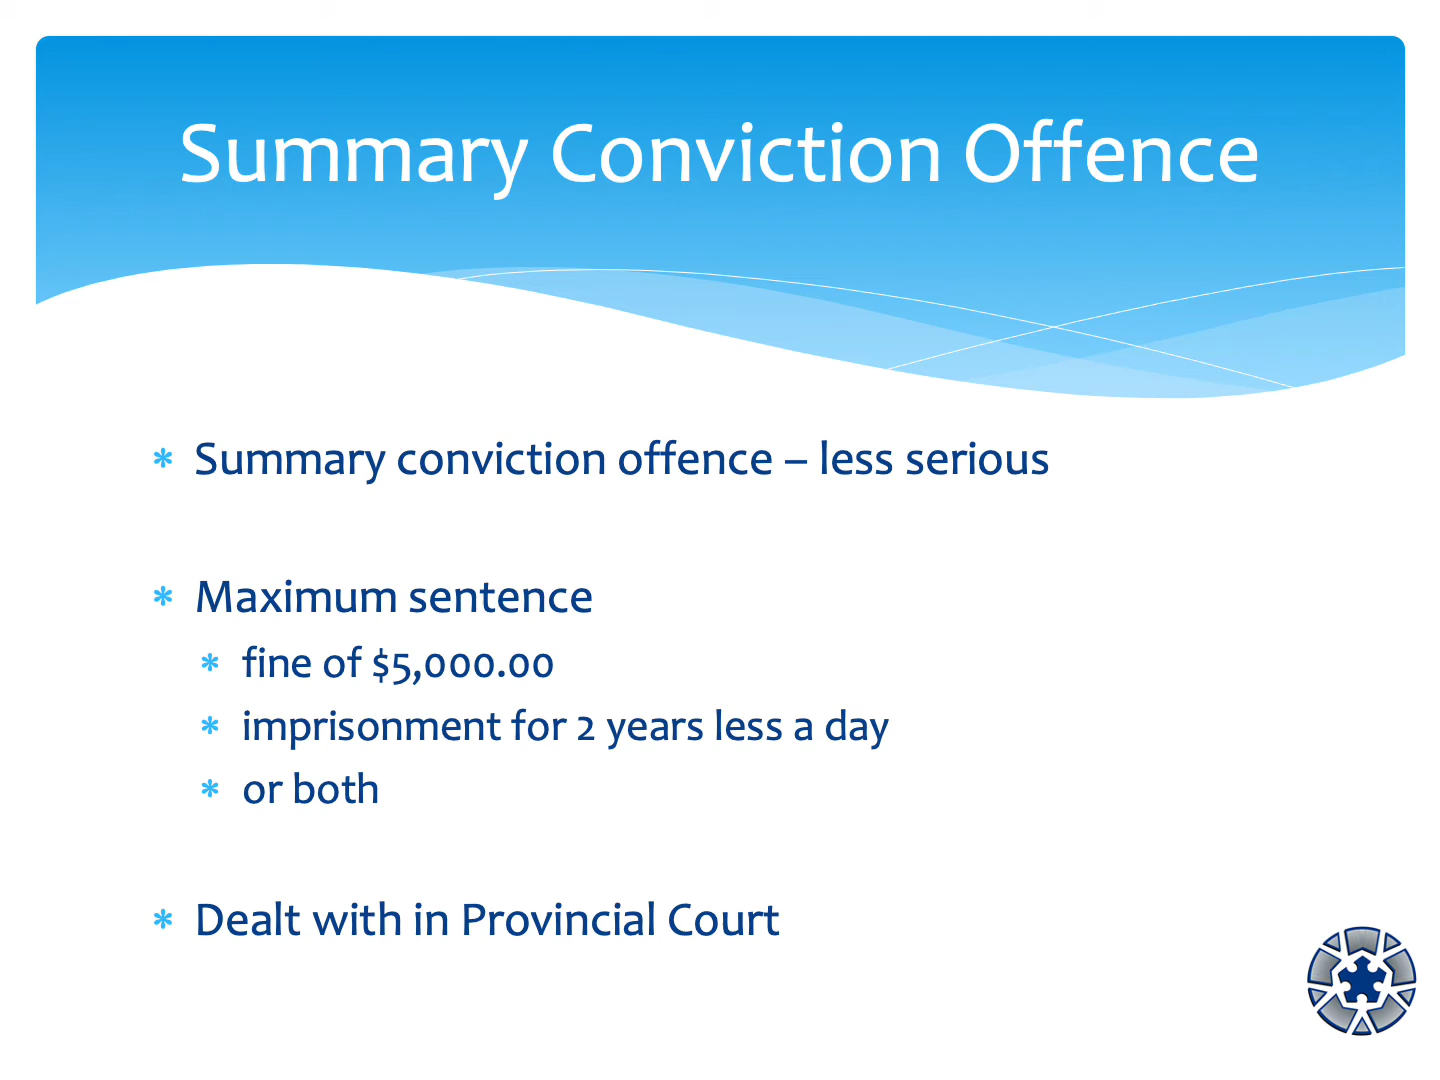 Summary Conviction Offence
* Summary conviction offence – less serious
* Maximum sentence
* fine of $5,000.00
* imprisonment for 2 years less a day
* or both
* Dealt with in Provincial Court